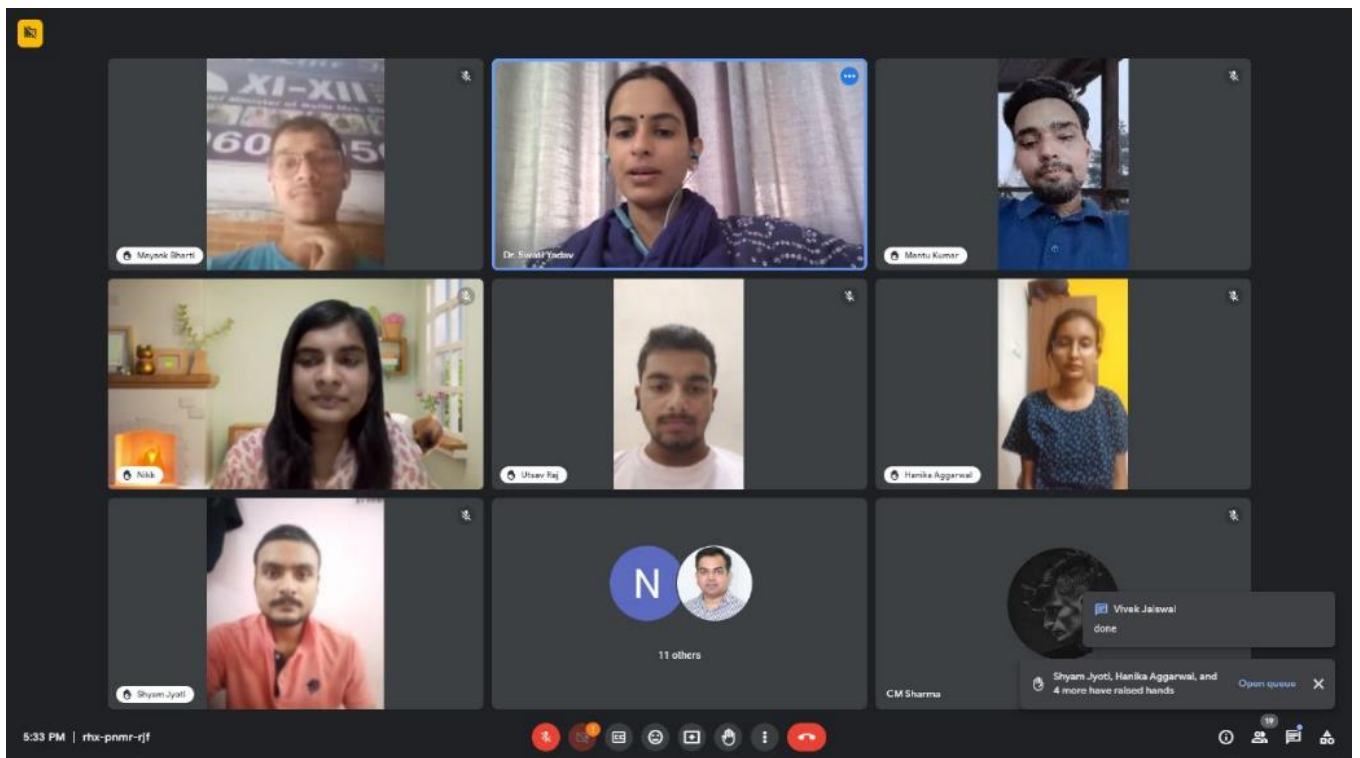 XI-XII
Mayank Bharti
Dr. Swati Yadav
Mantu Kumar
Nikk
Utsav Raj
Hanika Aggarwal
Shyam Jyoti
N
11 others
CM Sharma
Vivek Jaiswal
done
Shyam Jyoti, Hanika Aggarwal, and
4 more have raised hands
Open queue
5:33 PM | rhx-pnmr-rjf
CC
19